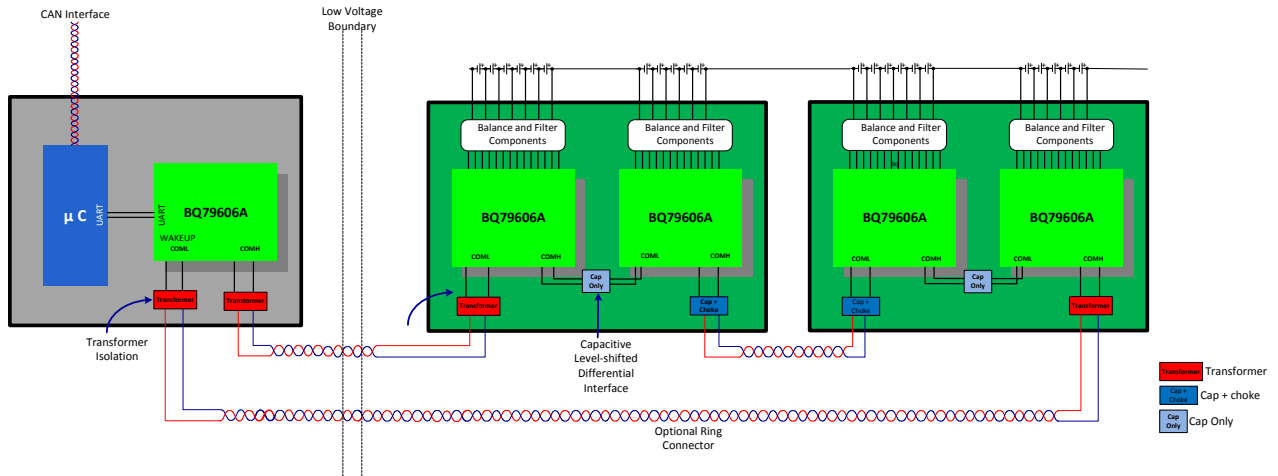 CAN Interface
Low Voltage
Boundary
µ C
UART
UART
BQ79606A
WAKEUP
COML
COMH
Transformer
Transformer
Transformer
Isolation
Balance and Filter
Components
Balance and Filter
Components
BQ79606A
BQ79606A
COML
COMH
COML
COMH
Cap
Only
Transformer
Cap +
Choke
Capacitive
Level-shifted
Differential
Interface
Balance and Filter
Components
Balance and Filter
Components
BQ79606A
BQ79606A
COML
COMH
COML
COMH
Cap
Only
Cap +
Choke
Transformer
Optional Ring
Connector
Transformer
Transformer
Cap +
Choke
Cap + choke
Cap
Only
Cap Only